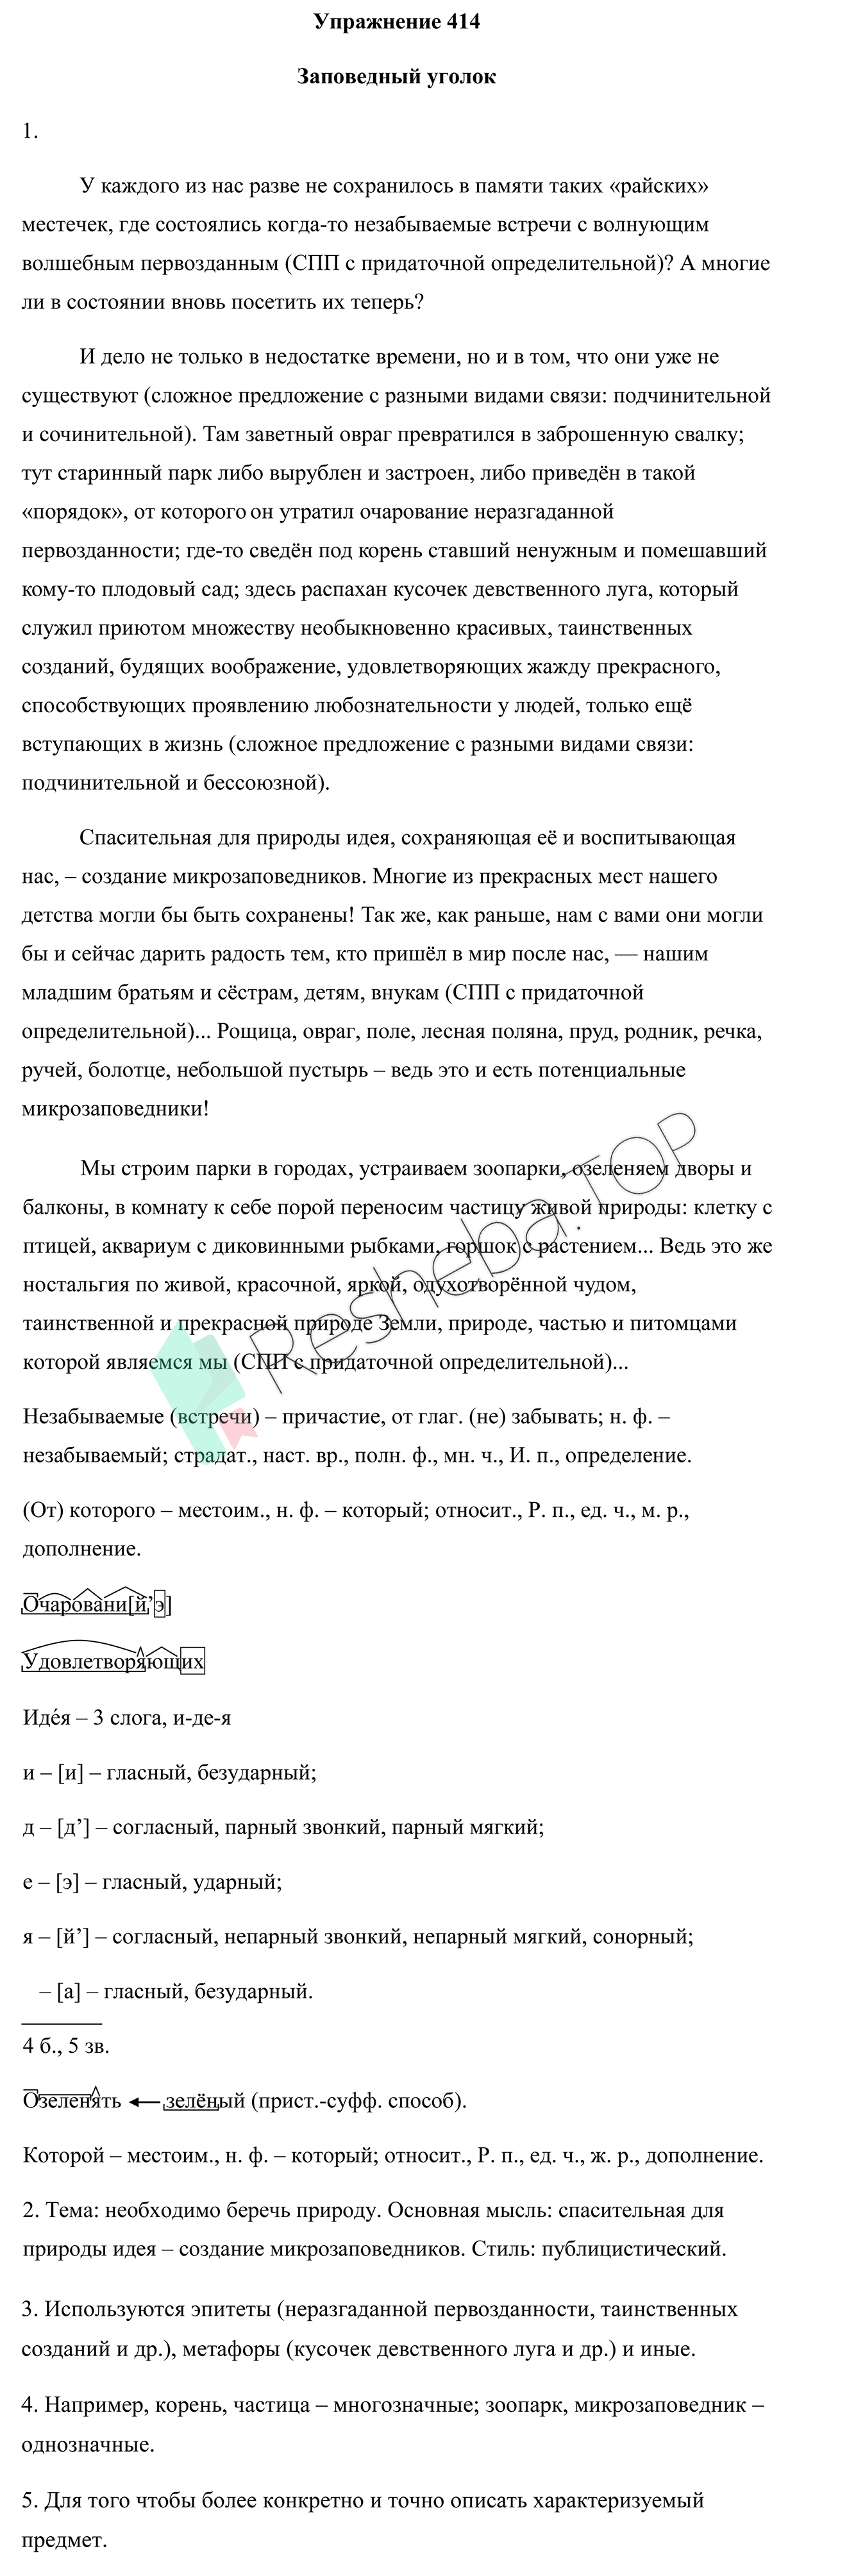 Упражнение 414
Заповедный уголок
1.
У каждого из нас разве не сохранилось в памяти таких «райских»
местечек, где состоялись когда-то незабываемые встречи с волнующим
волшебным первозданным (СПП с придаточной определительной)? А многие
ли в состоянии вновь посетить их теперь?
И дело не только в недостатке времени, но и в том, что они уже не
существуют (сложное предложение с разными видами связи: подчинительной
и сочинительной). Там заветный овраг превратился в заброшенную свалку;
тут старинный парк либо вырублен и застроен, либо приведён в такой
«порядок», от которого он утратил очарование неразгаданной
первозданности; где-то сведён под корень ставший ненужным и помешавший
кому-то плодовый сад; здесь распахан кусочек девственного луга, который
служил приютом множеству необыкновенно красивых, таинственных
созданий, будящих воображение, удовлетворяющих жажду прекрасного,
способствующих проявлению любознательности у людей, только ещё
вступающих в жизнь (сложное предложение с разными видами связи:
подчинительной и бессоюзной).
Спасительная для природы идея, сохраняющая её и воспитывающая
нас, – создание микрозаповедников. Многие из прекрасных мест нашего
детства могли бы быть сохранены! Так же, как раньше, нам с вами они могли
бы и сейчас дарить радость тем, кто пришёл в мир после нас, — нашим
младшим братьям и сёстрам, детям, внукам (СПП с придаточной
определительной)... Рощица, овраг, поле, лесная поляна, пруд, родник, речка,
ручей, болотце, небольшой пустырь – ведь это и есть потенциальные
микрозаповедники!
Мы строим парки в городах, устраиваем зоопарки, озеленяем дворы и
балконы, в комнату к себе порой переносим частицу живой природы: клетку с
птицей, аквариум с диковинными рыбками, горшок с растением... Ведь это же
ностальгия по живой, красочной, яркой, одухотворённой чудом,
таинственной и прекрасной природе Земли, природе, частью и питомцами
которой являемся мы (СПП с придаточной определительной)...
Незабываемые (встречи) – причастие, от глаг. (не) забывать; н. ф. –
незабываемый; страдат., наст. вр., полн. ф., мн. ч., И. п., определение.
(От) которого – местоим., н. ф. – который; относит., Р. п., ед. ч., м. р.,
дополнение.
Очаровани[й’э]
Удовлетворяющих
Идéя – 3 слога, и-де-я
и – [и] – гласный, безударный;
д – [д’] – согласный, парный звонкий, парный мягкий;
е – [э] – гласный, ударный;
я – [й’] – согласный, непарный звонкий, непарный мягкий, сонорный;
– [а] – гласный, безударный.
4 б., 5 зв.
Озеленять ← зелёный (прист.-суфф. способ).
Которой – местоим., н. ф. – который; относит., Р. п., ед. ч., ж. р., дополнение.
2. Тема: необходимо беречь природу. Основная мысль: спасительная для
природы идея – создание микрозаповедников. Стиль: публицистический.
3. Используются эпитеты (неразгаданной первозданности, таинственных
созданий и др.), метафоры (кусочек девственного луга и др.) и иные.
4. Например, корень, частица – многозначные; зоопарк, микрозаповедник –
однозначные.
5. Для того чтобы более конкретно и точно описать характеризуемый
предмет.
Resheba.TOP